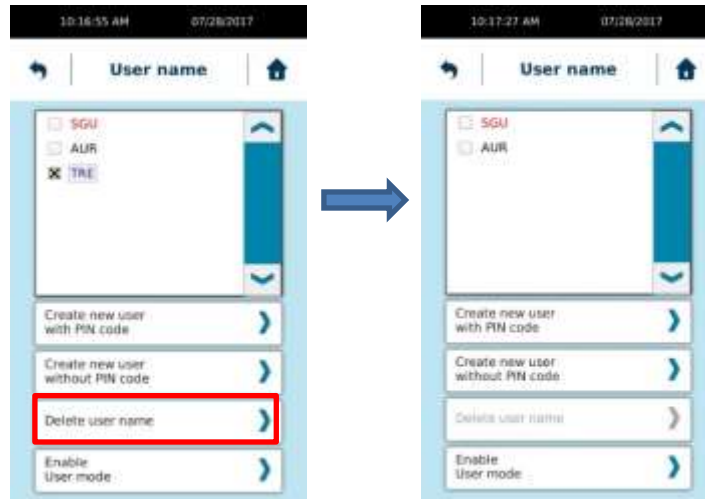 10:16:55 AM 07/28/2017
User name
SGU
AUR
TRE
Create new user
with PIN code
Create new user
without PIN code
Delete user name
Enable
User mode
10:17:27 AM 07/28/2017
User name
SGU
AUR
Create new user
with PIN code
Create new user
without PIN code
Delete user name
Enable
User mode